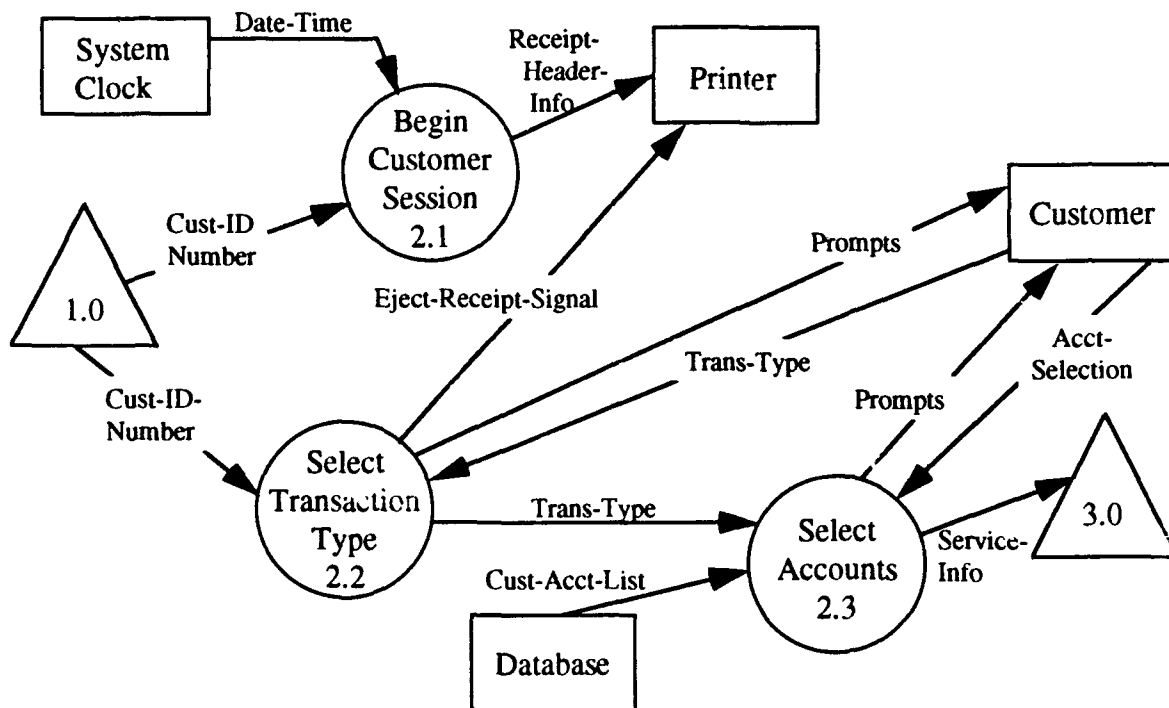 Date-Time
System
Clock
Receipt-
Header-
Info
Printer
Begin
Customer
Session
2.1
Cust-ID
Number
1.0
Customer
Prompts
Eject-Receipt-Signal
Trans-Type
Acct-
Selection
Cust-ID-
Number
Prompts
Select
Transaction
Type
2.2
Trans-Type
Select
Accounts
2.3
3.0
Service-
Info
Cust-Acct-List
Database